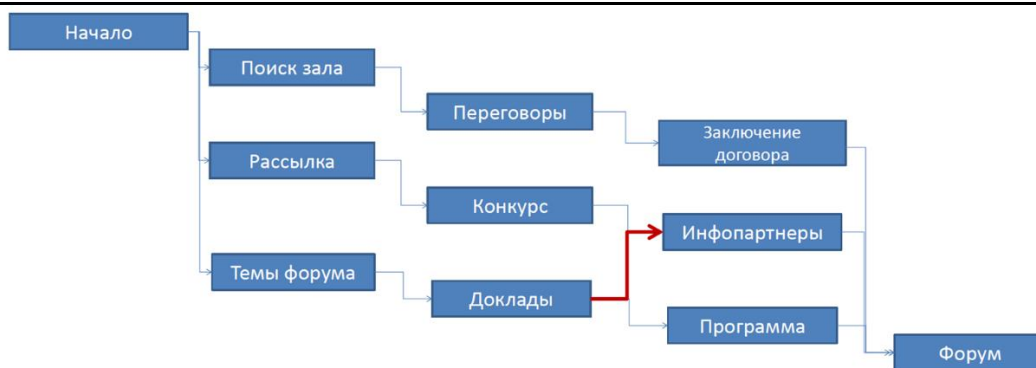 Начало
Поиск зала
Переговоры
Заключение
договора
Рассылка
Конкурс
Инфопартнеры
Темы форума
Доклады
Программа
Форум